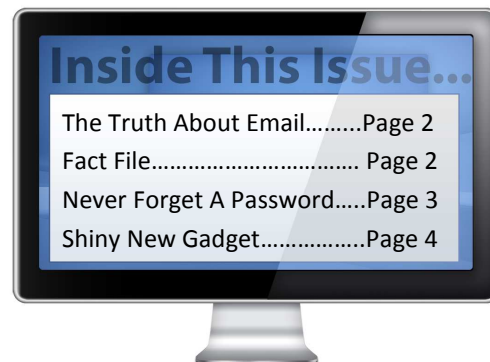 Inside This Issue...
The Truth About Email……...Page 2
Fact File……………………………. Page 2
Never Forget A Password…..Page 3
Shiny New Gadget……………..Page 4